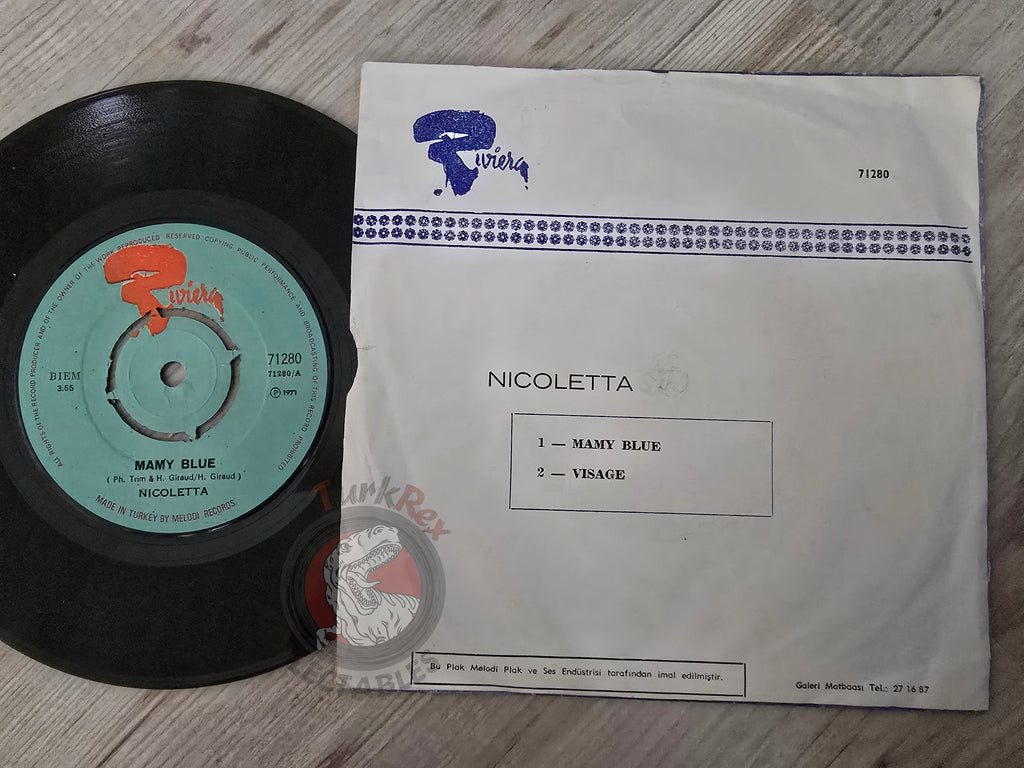 Riviera
71280
NICOLETTA
1 — MAMY BLUE
2 — VISAGE
Bu Plak Melodi Plak ve Ses Endüstrisi tarafından imal edilmiştir.
Galeri Matbaası Tel.: 27 16 87
ALL RIGHTS OF THE RECORD PRODUCER AND OF THE OWNER OF THE WORK REPRODUCED RESERVED COPYING PUBLIC PERFORMANCE AND BROADCASTING OF THIS RECORD PROHIBITED
Riviera
BIEM
3.55
71280
71280/A
Ⓟ 1971
MAMY BLUE
( Ph. Trim & H. Giraud/H. Giraud )
NICOLETTA
MADE IN TURKEY BY MELODI RECORDS.
TurkRex